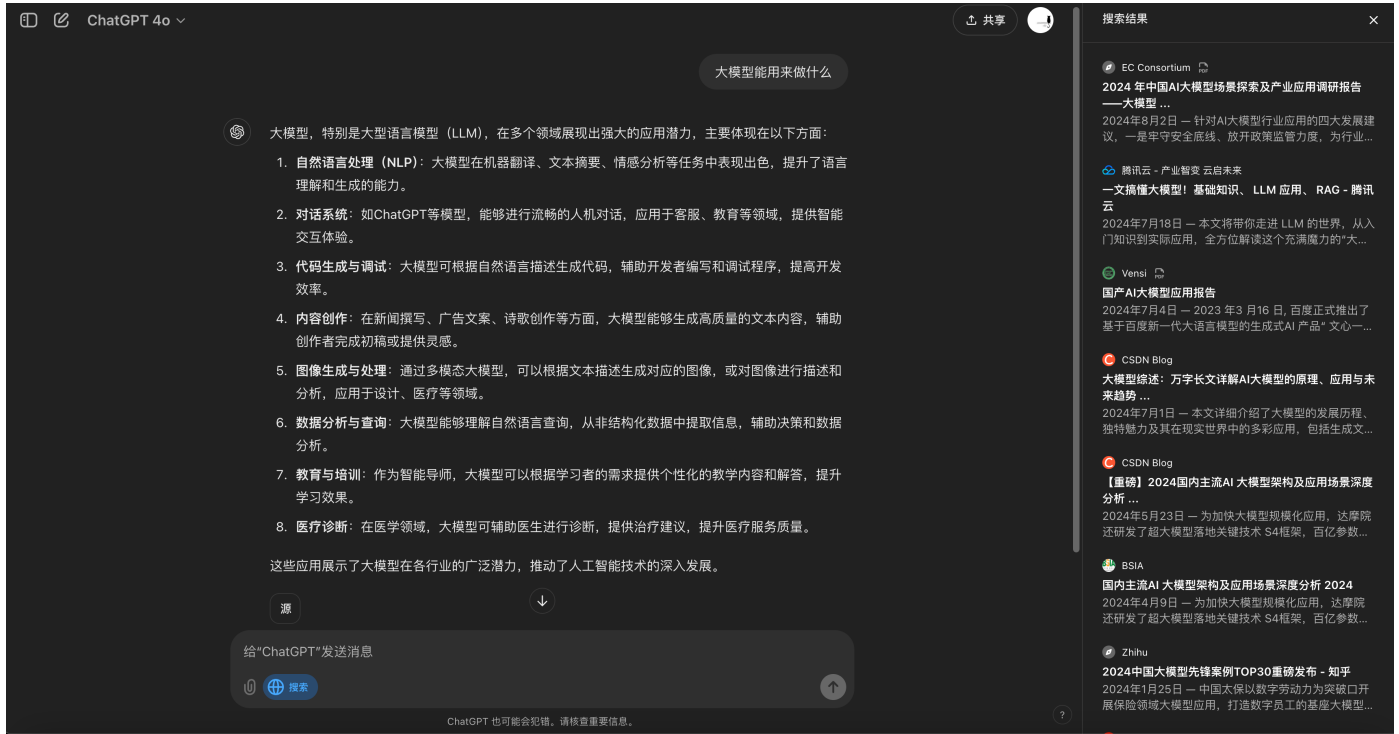 ChatGPT 4o
共享
大模型能用来做什么
大模型，特别是大型语言模型（LLM），在多个领域展现出强大的应用潜力，主要体现在以下方面：
1. 自然语言处理（NLP）：大模型在机器翻译、文本摘要、情感分析等任务中表现出色，提升了语言
理解和生成的能力。
2. 对话系统：如ChatGPT等模型，能够进行流畅的人机对话，应用于客服、教育等领域，提供智能
交互体验。
3. 代码生成与调试：大模型可根据自然语言描述生成代码，辅助开发者编写和调试程序，提高开发
效率。
4. 内容创作：在新闻撰写、广告文案、诗歌创作等方面，大模型能够生成高质量的文本内容，辅助
创作者完成初稿或提供灵感。
5. 图像生成与处理：通过多模态大模型，可以根据文本描述生成对应的图像，或对图像进行描述和
分析，应用于设计、医疗等领域。
6. 数据分析与查询：大模型能够理解自然语言查询，从非结构化数据中提取信息，辅助决策和数据
分析。
7. 教育与培训：作为智能导师，大模型可以根据学习者的需求提供个性化的教学内容和解答，提升
学习效果。
8. 医疗诊断：在医学领域，大模型可辅助医生进行诊断，提供治疗建议，提升医疗服务质量。
这些应用展示了大模型在各行业的广泛潜力，推动了人工智能技术的深入发展。
源
给“ChatGPT”发送消息
搜索
ChatGPT 也可能会犯错。请核查重要信息。
?
搜索结果
EC Consortium PDF
2024 年中国AI大模型场景探索及产业应用调研报告
——大模型 ...
2024年8月2日 — 针对AI大模型行业应用的四大发展建
议，一是牢守安全底线、放开政策监管力度，为行业...
腾讯云 - 产业智变 云启未来
一文搞懂大模型！基础知识、 LLM 应用、 RAG - 腾讯
云
2024年7月18日 — 本文将带你走进 LLM 的世界，从入
门知识到实际应用，全方位解读这个充满魔力的“大...
Vensi PDF
国产AI大模型应用报告
2024年7月4日 — 2023 年3 月16 日, 百度正式推出了
基于百度新一代大语言模型的生成式AI 产品“ 文心一...
CSDN Blog
大模型综述：万字长文详解AI大模型的原理、应用与未
来趋势 ...
2024年7月1日 — 本文详细介绍了大模型的发展历程、
独特魅力及其在现实世界中的多彩应用，包括生成文...
CSDN Blog
【重磅】2024国内主流AI 大模型架构及应用场景深度
分析 ...
2024年5月23日 — 为加快大模型规模化应用，达摩院
还研发了超大模型落地关键技术 S4框架，百亿参数...
BSIA
国内主流AI 大模型架构及应用场景深度分析 2024
2024年4月9日 — 为加快大模型规模化应用，达摩院
还研发了超大模型落地关键技术 S4框架，百亿参数...
Zhihu
2024中国大模型先锋案例TOP30重磅发布 - 知乎
2024年1月25日 — 中国太保以数字劳动力为突破口开
展保险领域大模型应用，打造数字员工的基座大模型...